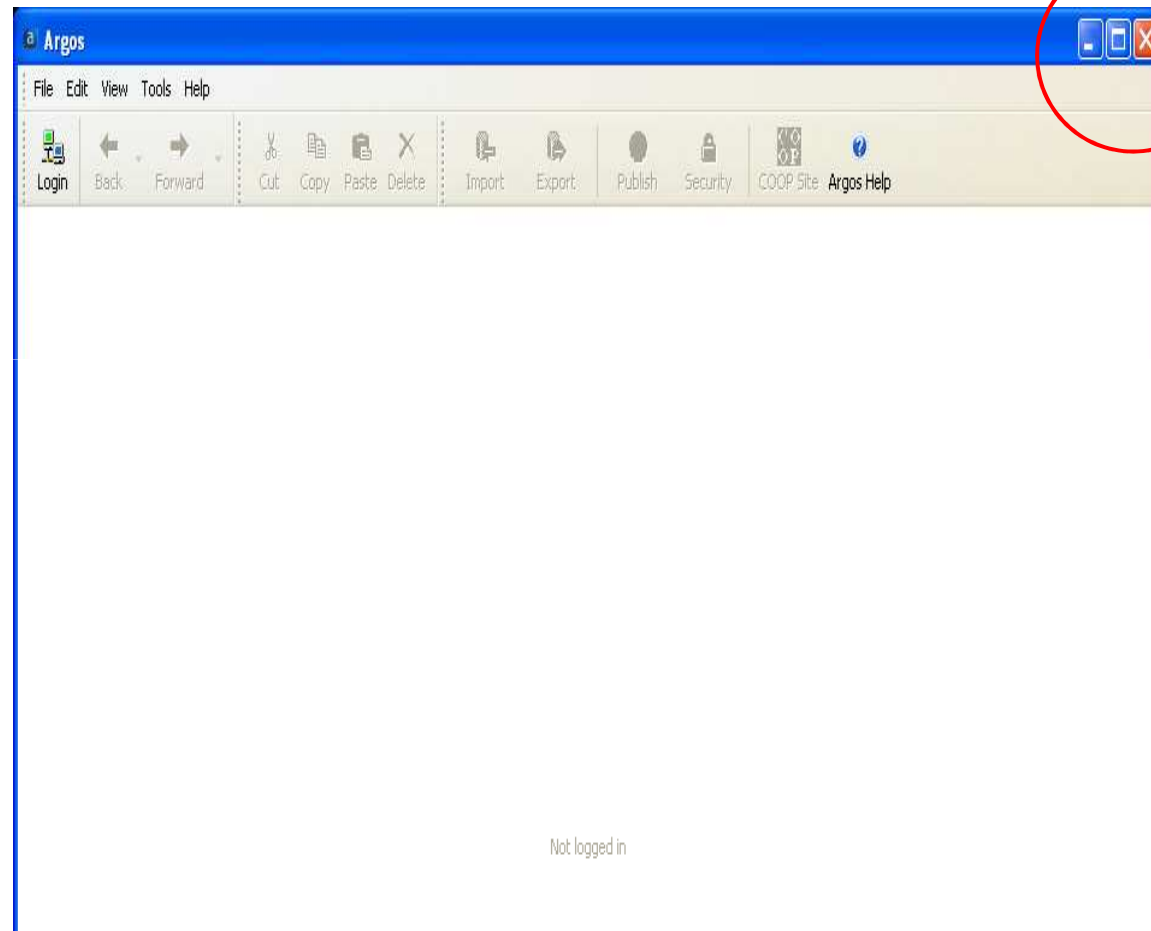 Argos
File Edit View Tools Help
Login Back Forward Cut Copy Paste Delete Import Export Publish Security COOP Site Argos Help
Not logged in